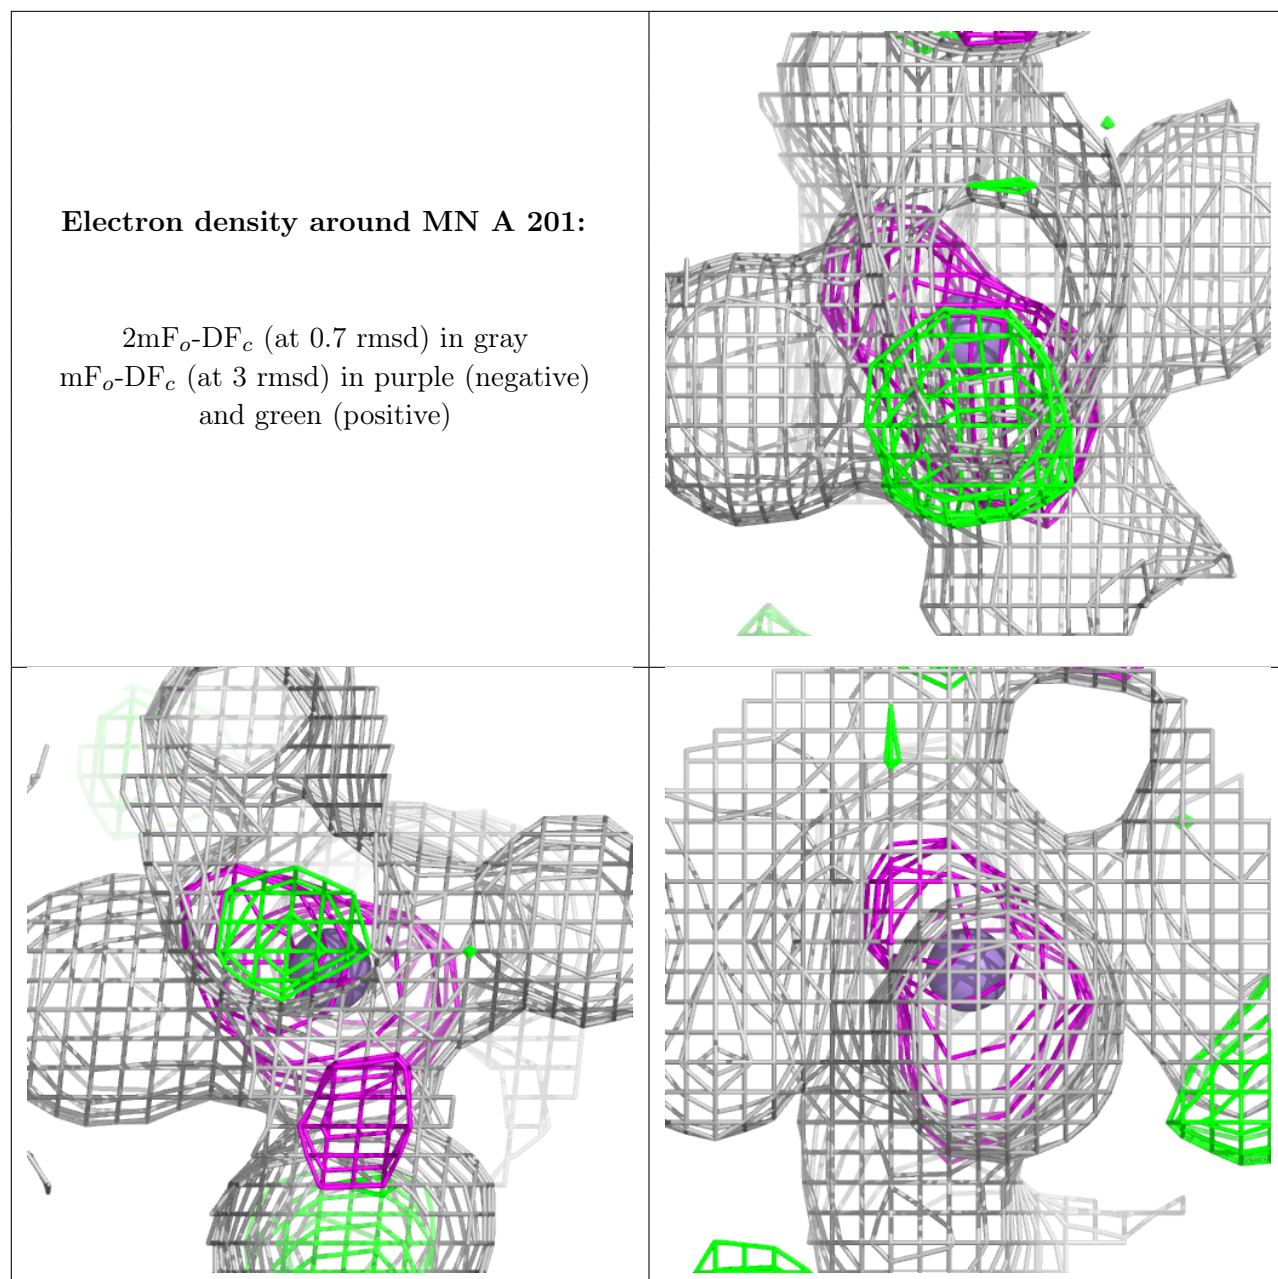 Electron density around MN A 201:
2mFo-DFc (at 0.7 rmsd) in gray
mFo-DFc (at 3 rmsd) in purple (negative)
and green (positive)